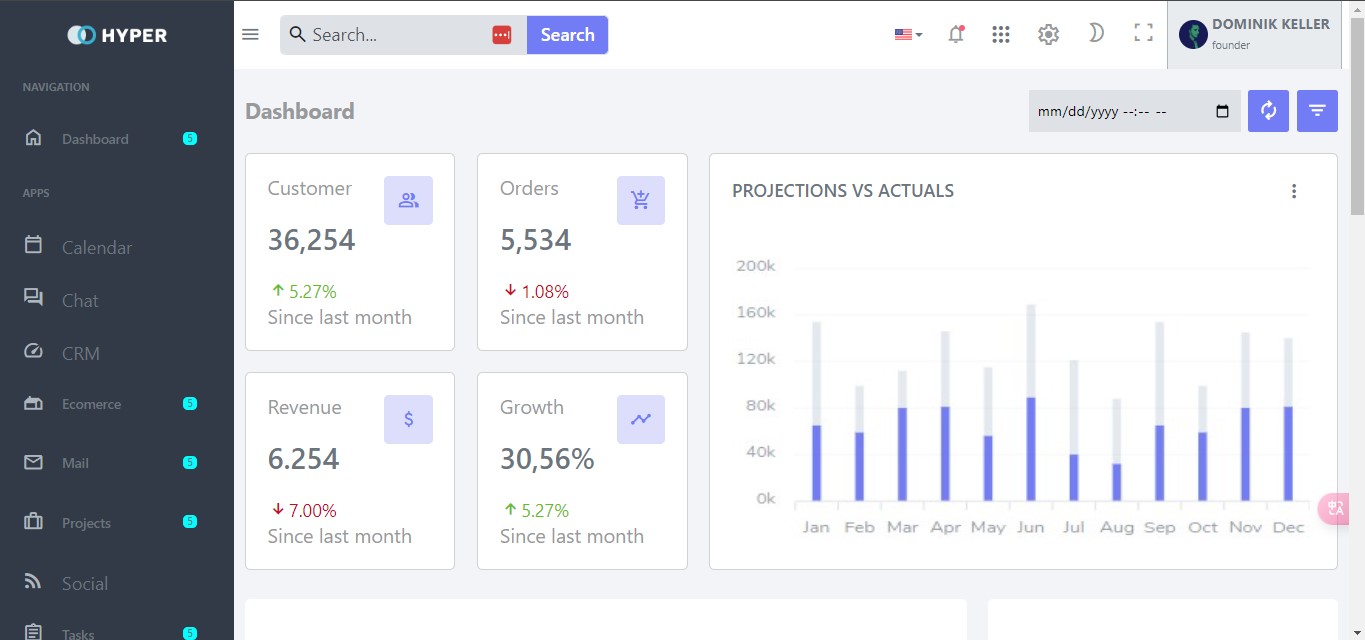 HYPER
Search...
Search
DOMINIK KELLER
founder
NAVIGATION
Dashboard 5
APPS
Calendar
Chat
CRM
Ecomerce 5
Mail 5
Projects 5
Social
Tasks 5
Dashboard
mm/dd/yyyy --:-- --
Customer
36,254
5.27%
Since last month
Orders
5,534
1.08%
Since last month
Revenue
$
6.254
7.00%
Since last month
Growth
30,56%
5.27%
Since last month
PROJECTIONS VS ACTUALS
200k
160k
120k
80k
40k
0k
Jan Feb Mar Apr May Jun Jul Aug Sep Oct Nov Dec